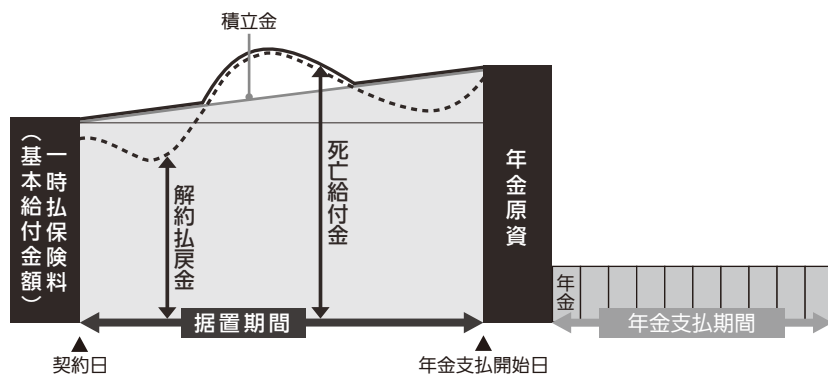 積立金
一時払保険料
（基本給付金額）
解約払戻金
死亡給付金
年金原資
年金
据置期間
年金支払期間
契約日
年金支払開始日